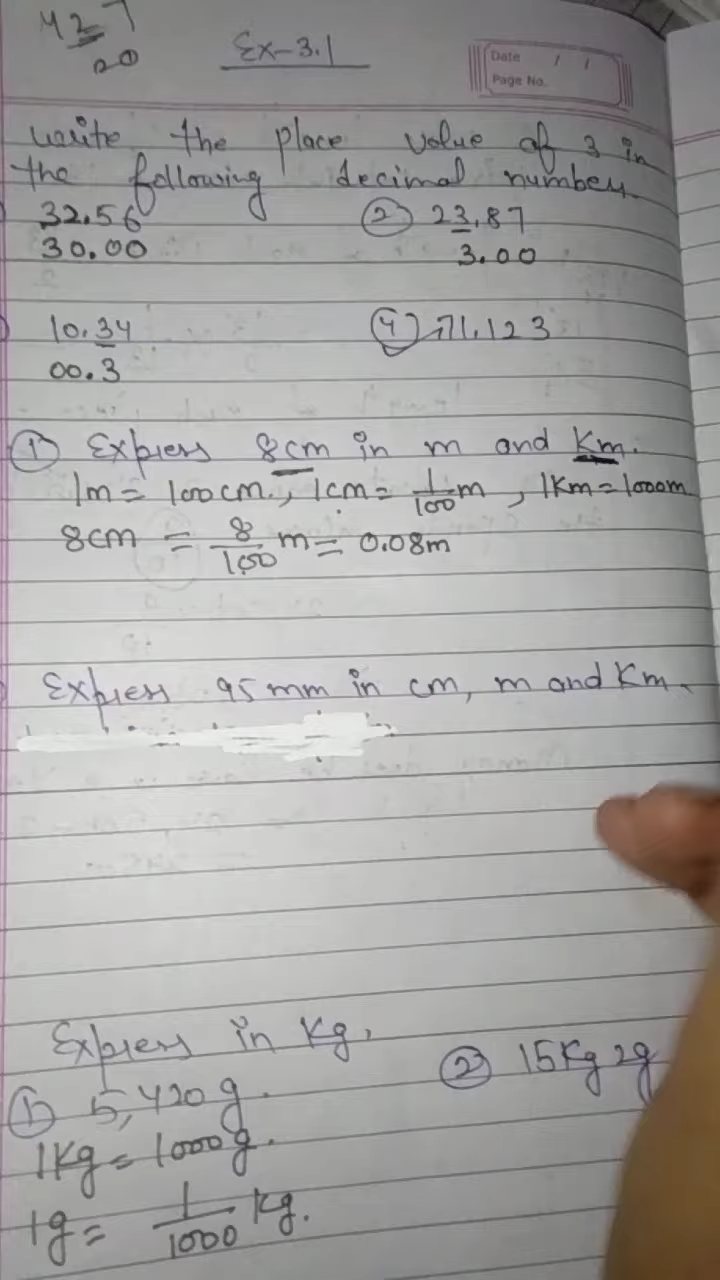 Ex-3.1
Date / /
Page No.
write the place value of 3 in
the following decimal number
32.56 ② 23.87
30.00 3.00
10.34 ④ 71.123
00.3
① Express 8cm in m and Km.
1m = 100cm., 1cm = 1/100 m, 1Km = 1000m
8cm = 8/100 m = 0.08m
Express 95mm in cm, m and Km.
Express in Kg.
① 5,420g. ② 15Kg 2g
1Kg = 1000g.
1g = 1/1000 kg.